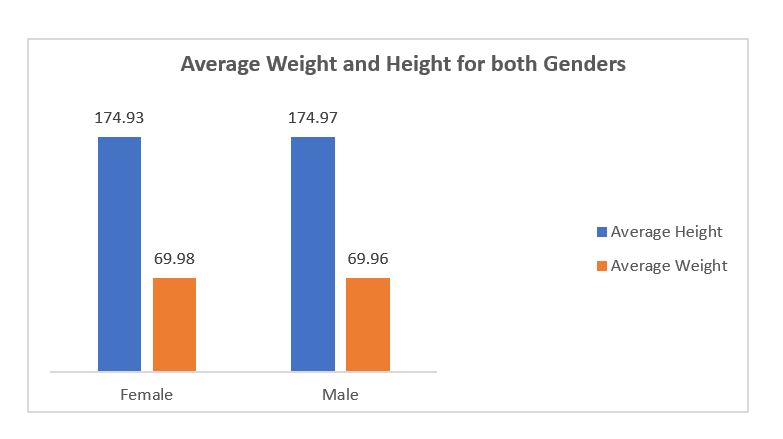 Average Weight and Height for both Genders
174.93
174.97
69.98
69.96
Average Height
Average Weight
Female
Male